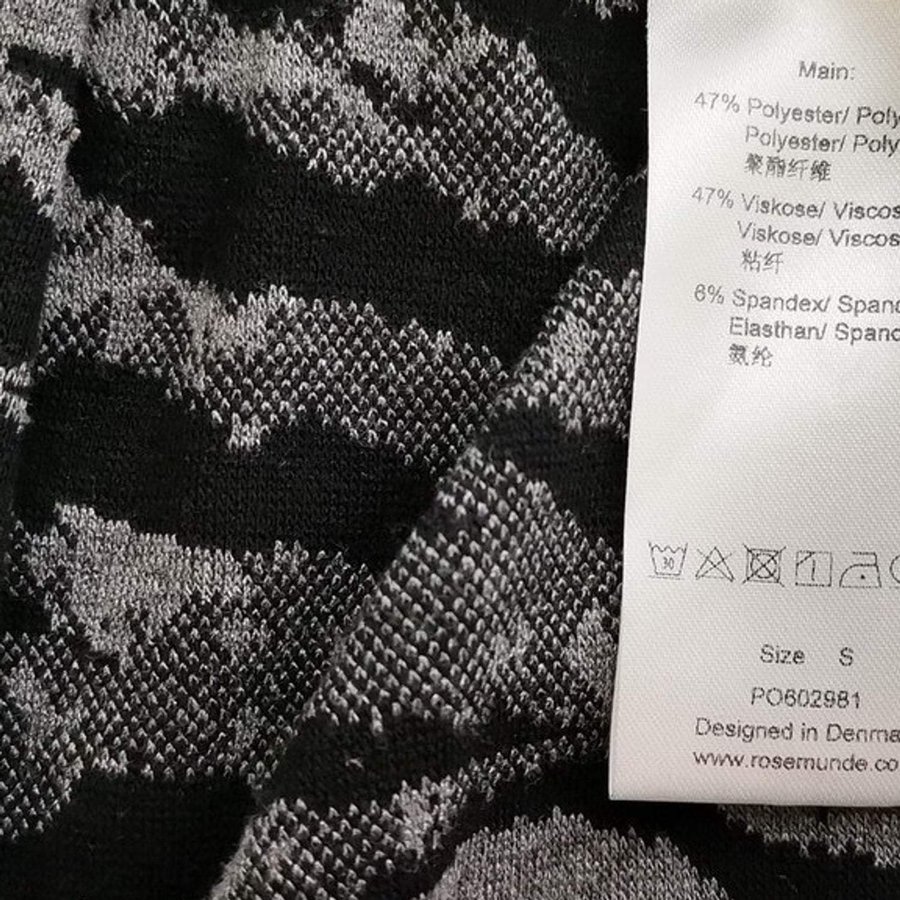 Main:
47% Polyester/ Poly
Polyester/ Poly
聚酯纤维
47% Viskose/ Viscos
Viskose/ Viscos
粘纤
6% Spandex/ Spand
Elasthan/ Spand
氨纶
30
Size S
PO602981
Designed in Denma
www.rosemunde.co